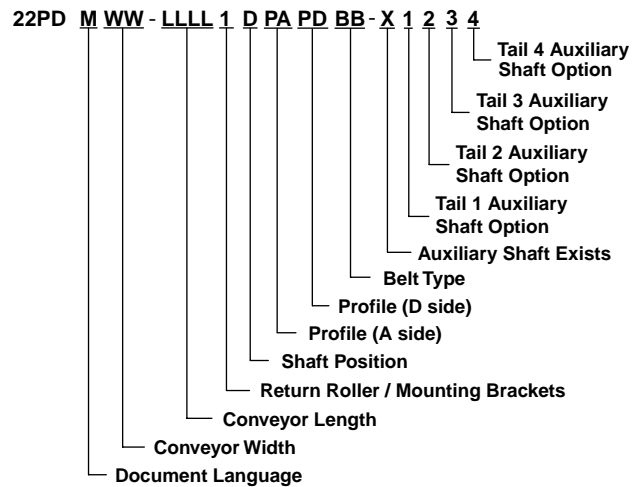 22PD M WW - LLLL 1 D PA PD BB - X 1 2 3 4
Tail 4 Auxiliary
Shaft Option
Tail 3 Auxiliary
Shaft Option
Tail 2 Auxiliary
Shaft Option
Tail 1 Auxiliary
Shaft Option
Auxiliary Shaft Exists
Belt Type
Profile (D side)
Profile (A side)
Shaft Position
Return Roller / Mounting Brackets
Conveyor Length
Conveyor Width
Document Language